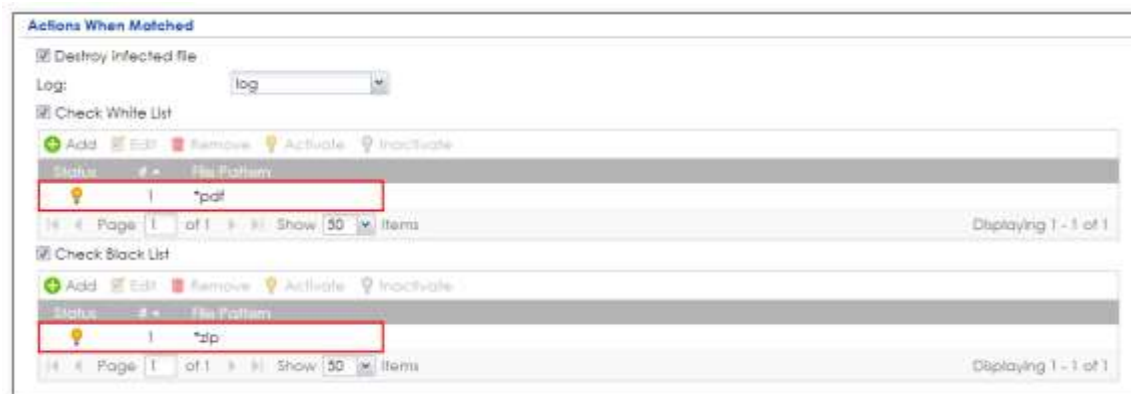 Actions When Matched
Destroy infected file
Log: log
Check White List
Add Edit Remove Activate Inactivate
Status # File Pattern
1 *pdf
Page 1 of 1 Show 50 items Displaying 1 - 1 of 1
Check Black List
Add Edit Remove Activate Inactivate
Status # File Pattern
1 *zip
Page 1 of 1 Show 50 items Displaying 1 - 1 of 1